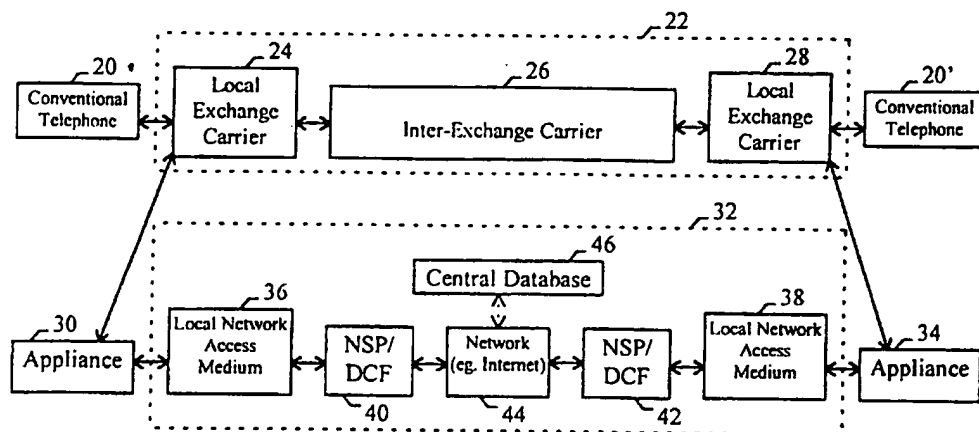 22
24
28
20
26
20'
Conventional
Telephone
Local
Exchange
Carrier
Inter-Exchange Carrier
Local
Exchange
Carrier
Conventional
Telephone
32
46
Central Database
36
38
30
34
Appliance
Local Network
Access
Medium
NSP/
DCF
Network
(eg. Internet)
NSP/
DCF
Local Network
Access
Medium
Appliance
40
44
42